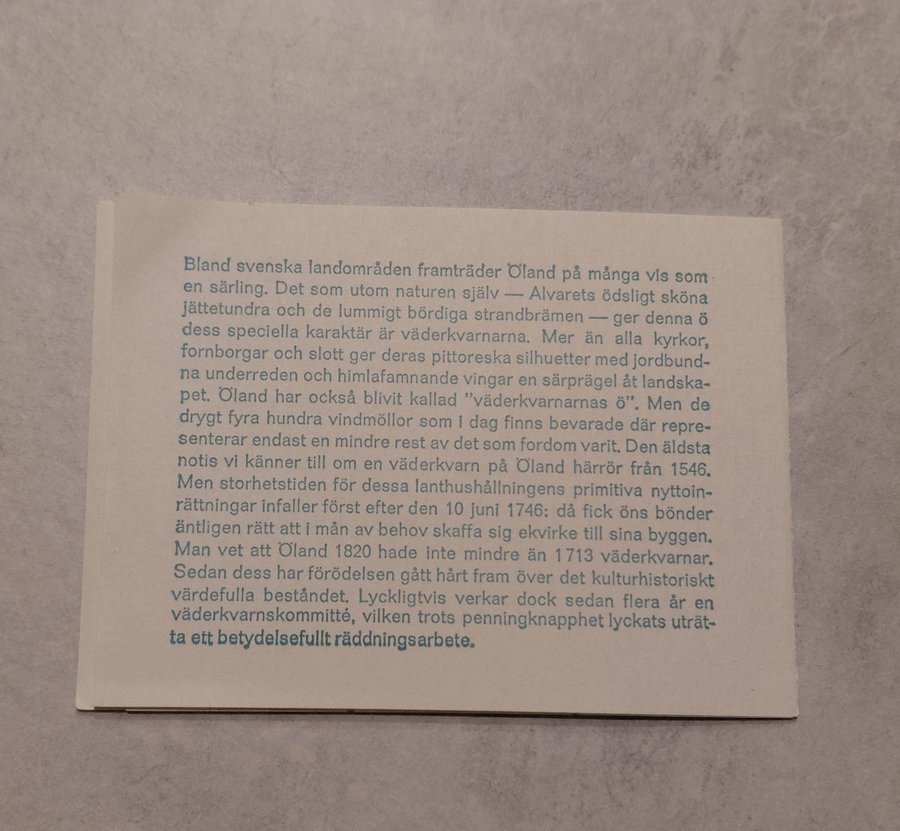 Bland svenska landområden framträder Öland på många vis som
en särling. Det som utom naturen själv — Alvarets ödsligt sköna
jättetundra och de lummigt bördiga strandbrämen — ger denna ö
dess speciella karaktär är väderkvarnarna. Mer än alla kyrkor,
fornborgar och slott ger deras pittoreska silhuetter med jordbund-
na underreden och himlafamnande vingar en särprägel åt landska-
pet. Öland har också blivit kallad "väderkvarnarnas ö". Men de
drygt fyra hundra vindmöllor som i dag finns bevarade där repre-
senterar endast en mindre rest av det som fordom varit. Den äldsta
notis vi känner till om en väderkvarn på Öland härrör från 1546.
Men storhetstiden för dessa lanthushållningens primitiva nyttoin-
rättningar infaller först efter den 10 juni 1746: då fick öns bönder
äntligen rätt att i mån av behov skaffa sig ekvirke till sina byggen.
Man vet att Öland 1820 hade inte mindre än 1713 väderkvarnar.
Sedan dess har förödelsen gått hårt fram över det kulturhistoriskt
värdefulla beståndet. Lyckligtvis verkar dock sedan flera år en
väderkvarnskommitté, vilken trots penningknapphet lyckats uträt-
ta ett betydelsefullt räddningsarbete.